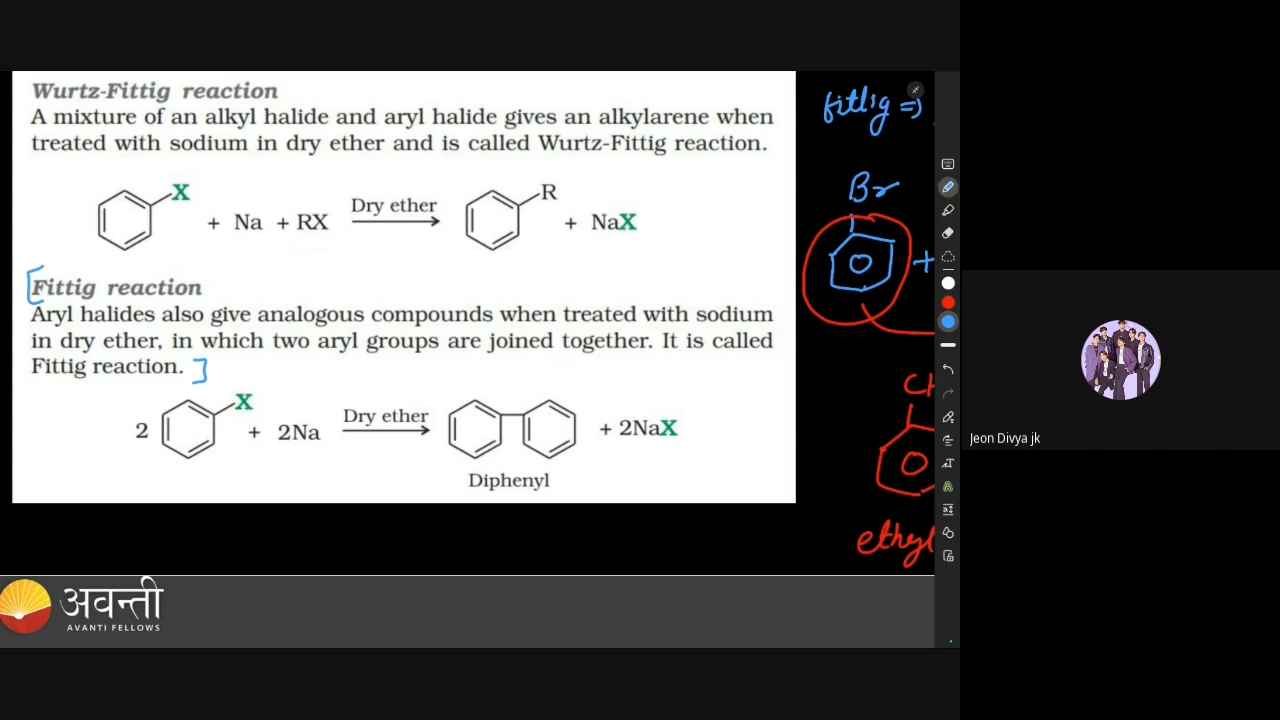 Wurtz-Fittig reaction
A mixture of an alkyl halide and aryl halide gives an alkylarene when
treated with sodium in dry ether and is called Wurtz-Fittig reaction.
X
+ Na + RX
Dry ether
R
+ NaX
Fittig reaction
Aryl halides also give analogous compounds when treated with sodium
in dry ether, in which two aryl groups are joined together. It is called
Fittig reaction.
2
X
+ 2Na
Dry ether
+ 2NaX
Diphenyl
fittig =>
Br
+
ethyl
अवन्ती
AVANTI FELLOWS
Jeon Divya jk